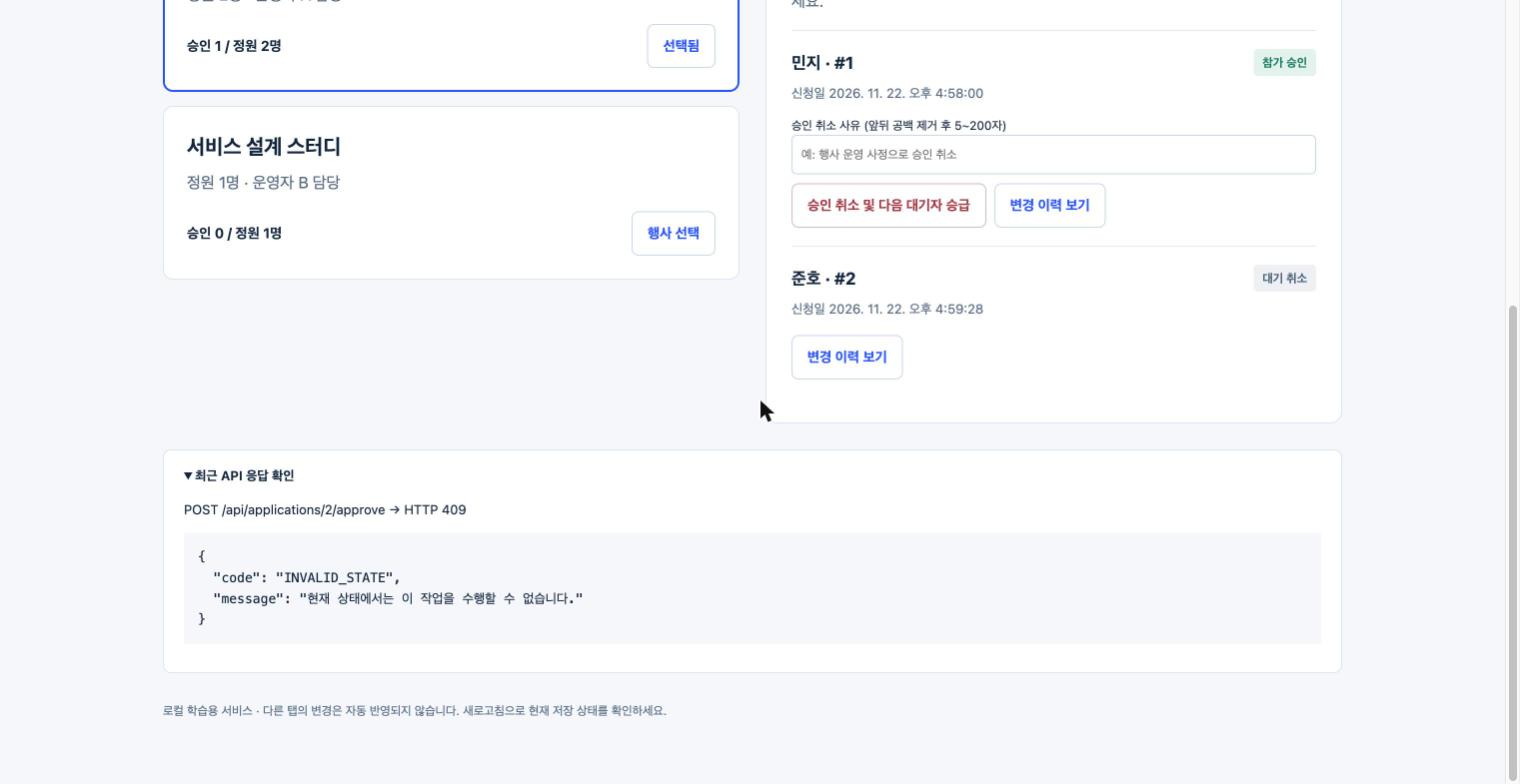 승인 1 / 정원 2명
선택됨
서비스 설계 스터디
정원 1명 · 운영자 B 담당
승인 0 / 정원 1명
행사 선택
세요.
민지 · #1
참가 승인
신청일 2026. 11. 22. 오후 4:58:00
승인 취소 사유 (앞뒤 공백 제거 후 5~200자)
예: 행사 운영 사정으로 승인 취소
승인 취소 및 다음 대기자 승급
변경 이력 보기
준호 · #2
대기 취소
신청일 2026. 11. 22. 오후 4:59:28
변경 이력 보기
▼ 최근 API 응답 확인
POST /api/applications/2/approve → HTTP 409
{
  "code": "INVALID_STATE",
  "message": "현재 상태에서는 이 작업을 수행할 수 없습니다."
}
로컬 학습용 서비스 · 다른 탭의 변경은 자동 반영되지 않습니다. 새로고침으로 현재 저장 상태를 확인하세요.